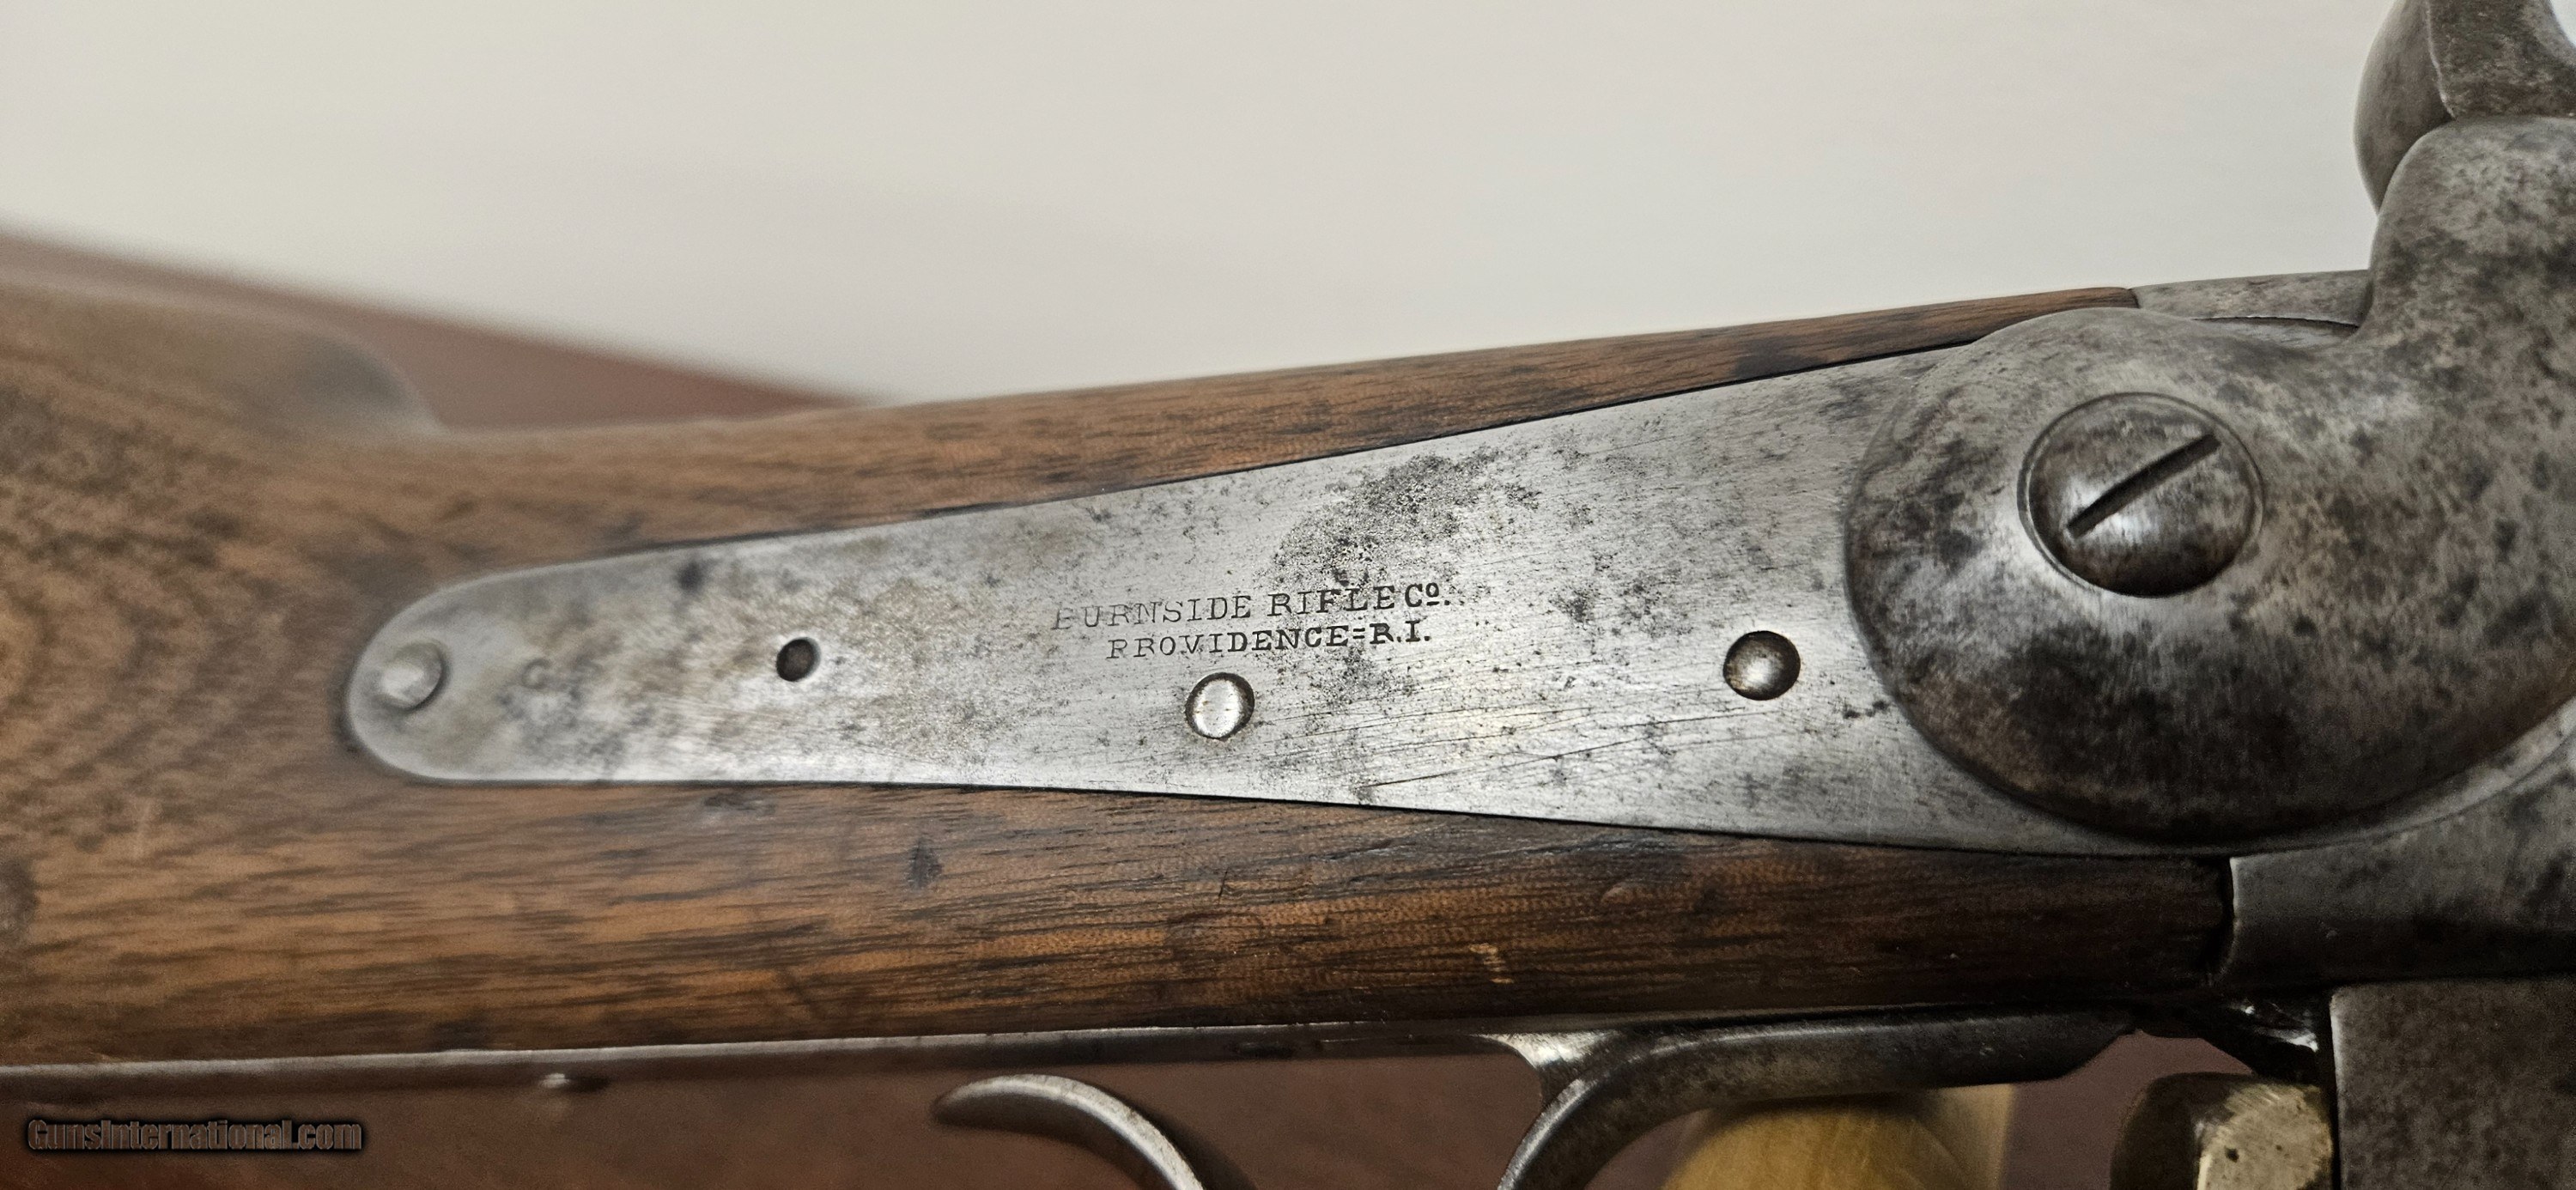 BURNSIDE RIFLE Co.
PROVIDENCE=R.I.
GunsInternational.com